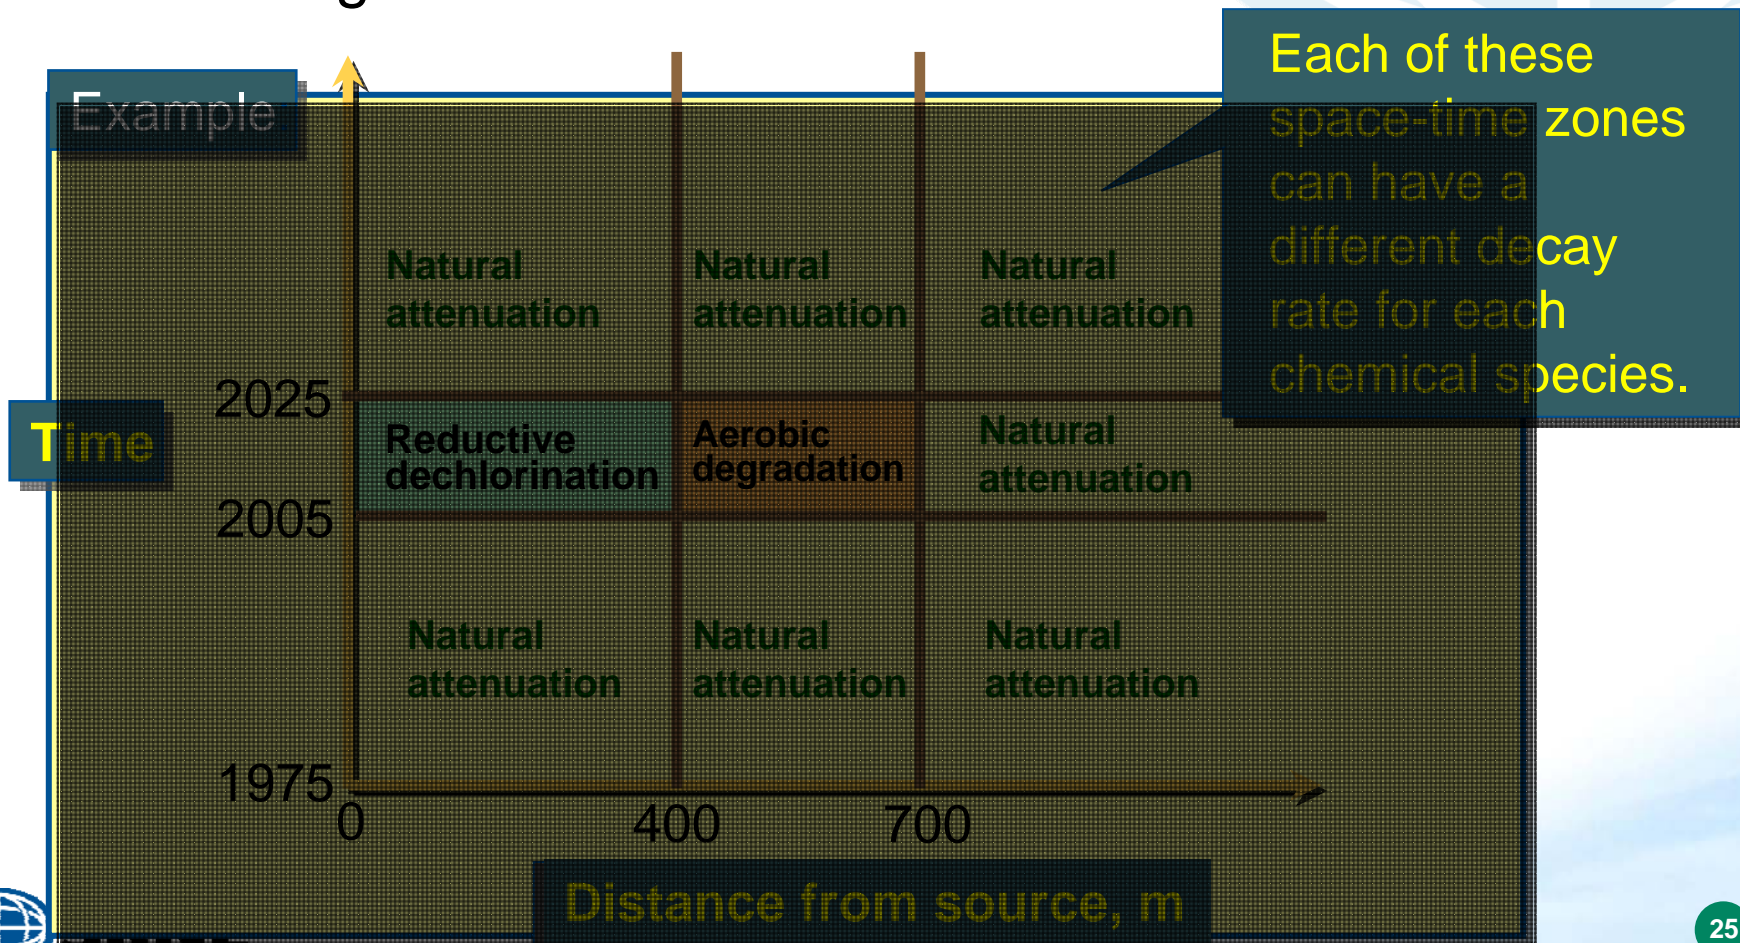 Example
Each of these
space-time zones
can have a
different decay
rate for each
chemical species.
Natural
attenuation
Natural
attenuation
Natural
attenuation
2025
Time
Reductive
dechlorination
Aerobic
degradation
Natural
attenuation
2005
Natural
attenuation
Natural
attenuation
Natural
attenuation
1975
0
400
700
Distance from source, m
25